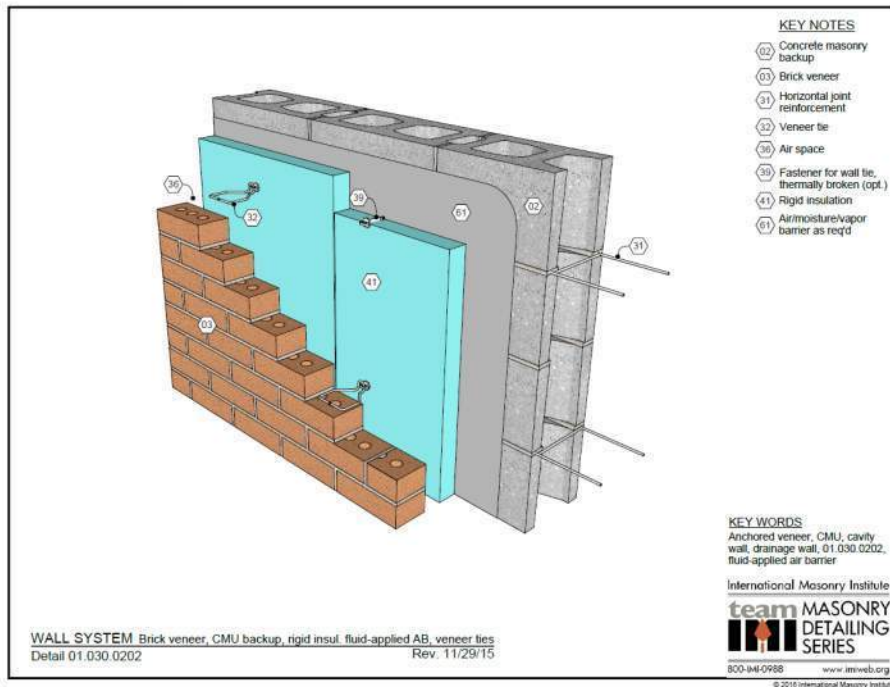 KEY NOTES
02 Concrete masonry
backup
03 Brick veneer
31 Horizontal joint
reinforcement
32 Veneer tie
36 Air space
39 Fastener for wall tie,
thermally broken (opt.)
41 Rigid insulation
61 Air/moisture/vapor
barrier as req'd
36
32
39
61
02
31
41
03
KEY WORDS
Anchored veneer, CMU, cavity
wall, drainage wall, 01.030.0202,
fluid-applied air barrier
International Masonry Institute
team MASONRY
DETAILING
SERIES
800-IMI-0988 www.imiweb.org
© 2016 International Masonry Institut
WALL SYSTEM Brick veneer, CMU backup, rigid insul. fluid-applied AB, veneer ties
Detail 01.030.0202 Rev. 11/29/15